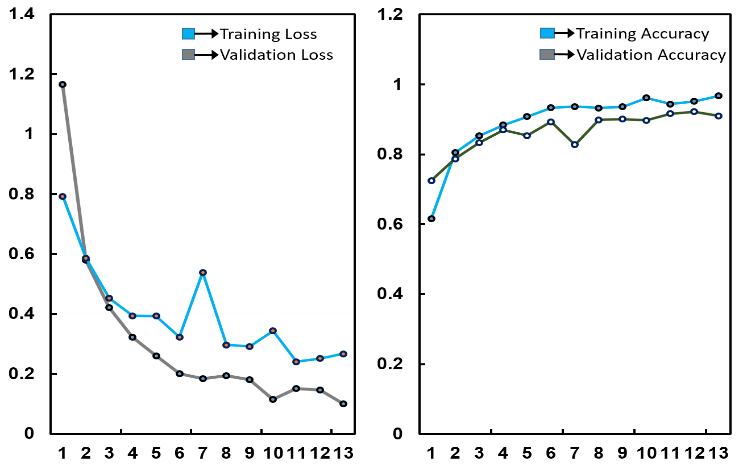 1.4
1.2
1
0.8
0.6
0.4
0.2
0
Training Loss
Validation Loss
1 2 3 4 5 6 7 8 9 10 11 12 13
1.2
1
0.8
0.6
0.4
0.2
0
Training Accuracy
Validation Accuracy
1 2 3 4 5 6 7 8 9 10 11 12 13